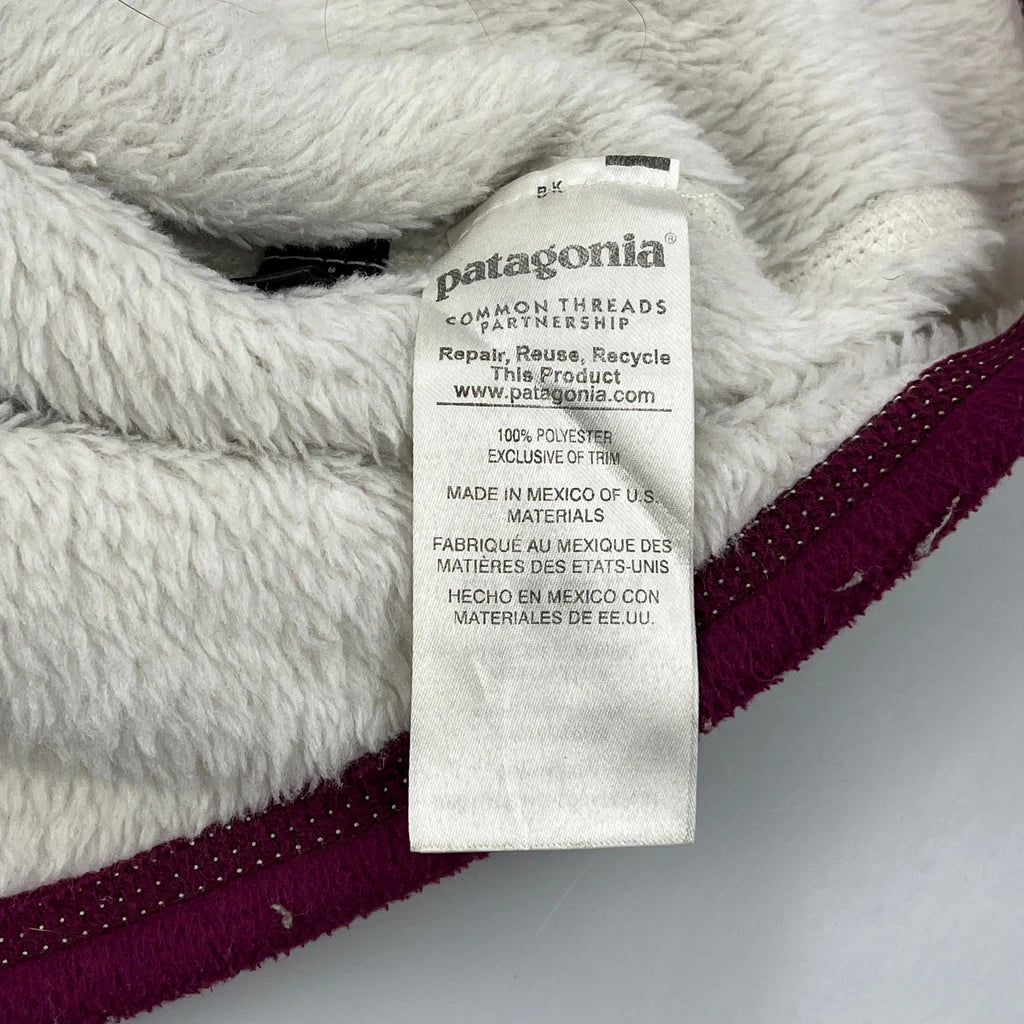 BK
patagonia®
COMMON THREADS
PARTNERSHIP
Repair, Reuse, Recycle
This Product
www.patagonia.com
100% POLYESTER
EXCLUSIVE OF TRIM
MADE IN MEXICO OF U.S.
MATERIALS
FABRIQUÉ AU MEXIQUE DES
MATIÈRES DES ETATS-UNIS
HECHO EN MEXICO CON
MATERIALES DE EE.UU.